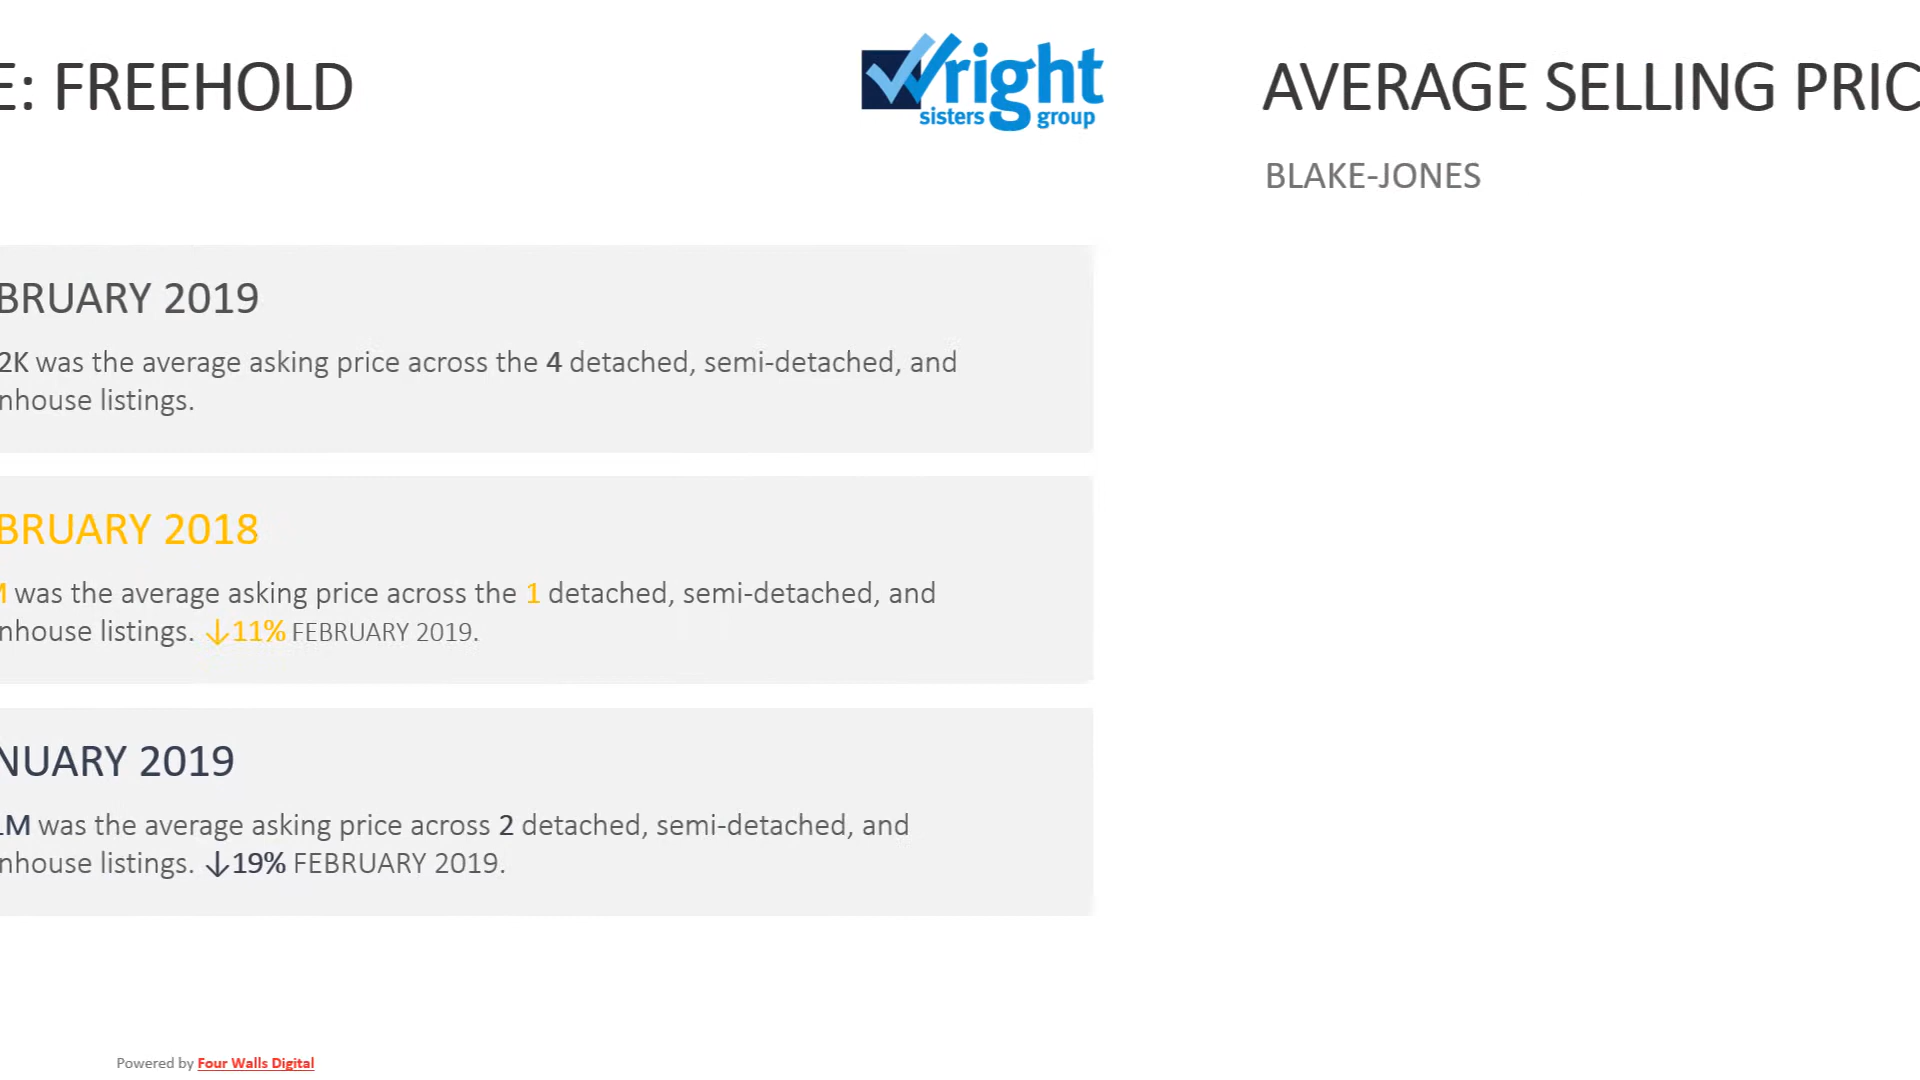 E: FREEHOLD
Wright
sisters group
AVERAGE SELLING PRIC
BLAKE-JONES
BRUARY 2019
2K was the average asking price across the 4 detached, semi-detached, and
nhouse listings.
BRUARY 2018
M was the average asking price across the 1 detached, semi-detached, and
nhouse listings. ↓11% FEBRUARY 2019.
NUARY 2019
1M was the average asking price across 2 detached, semi-detached, and
nhouse listings. ↓19% FEBRUARY 2019.
Powered by Four Walls Digital